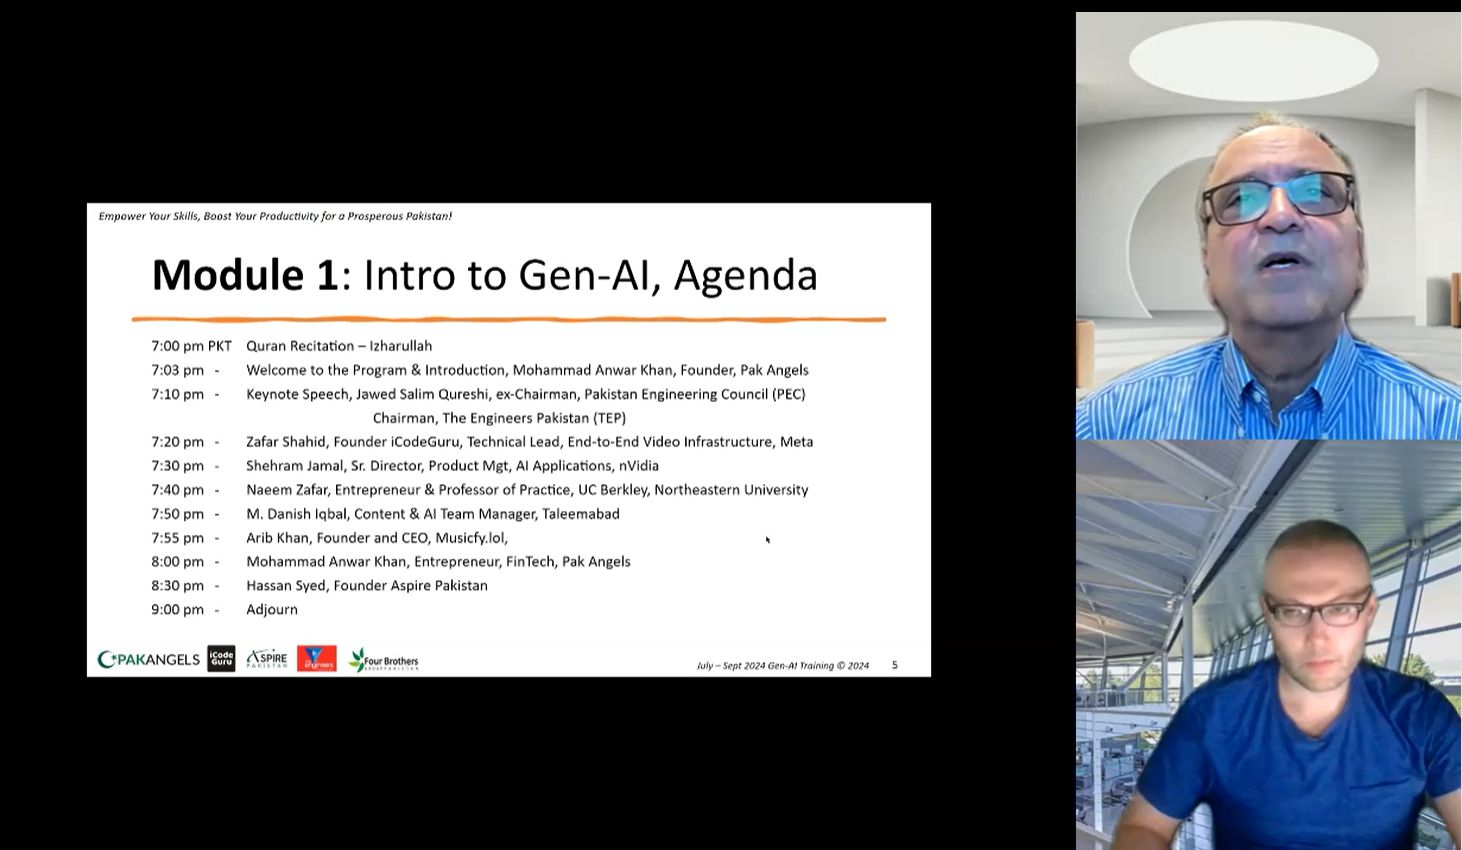 Empower Your Skills, Boost Your Productivity for a Prosperous Pakistan!
Module 1: Intro to Gen-AI, Agenda
7:00 pm PKT Quran Recitation – Izharullah
7:03 pm - Welcome to the Program & Introduction, Mohammad Anwar Khan, Founder, Pak Angels
7:10 pm - Keynote Speech, Jawed Salim Qureshi, ex-Chairman, Pakistan Engineering Council (PEC)
Chairman, The Engineers Pakistan (TEP)
7:20 pm - Zafar Shahid, Founder iCodeGuru, Technical Lead, End-to-End Video Infrastructure, Meta
7:30 pm - Shehram Jamal, Sr. Director, Product Mgt, AI Applications, nVidia
7:40 pm - Naeem Zafar, Entrepreneur & Professor of Practice, UC Berkley, Northeastern University
7:50 pm - M. Danish Iqbal, Content & AI Team Manager, Taleemabad
7:55 pm - Arib Khan, Founder and CEO, Musicfy.lol,
8:00 pm - Mohammad Anwar Khan, Entrepreneur, FinTech, Pak Angels
8:30 pm - Hassan Syed, Founder Aspire Pakistan
9:00 pm - Adjourn
PAKANGELS
iCode
Guru
ASPIRE
PAKISTAN
engineers
Four Brothers
July – Sept 2024 Gen-AI Training © 2024 5